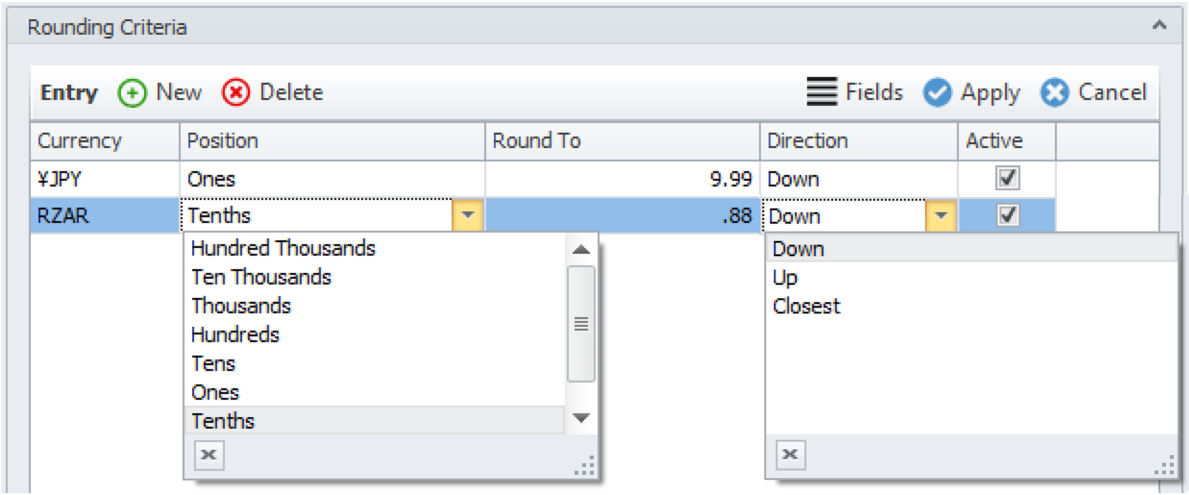 Rounding Criteria
Entry New Delete Fields Apply Cancel
Currency Position Round To Direction Active
¥JPY Ones 9.99 Down
RZAR Tenths .88 Down
Hundred Thousands Down
Ten Thousands Up
Thousands Closest
Hundreds
Tens
Ones
Tenths